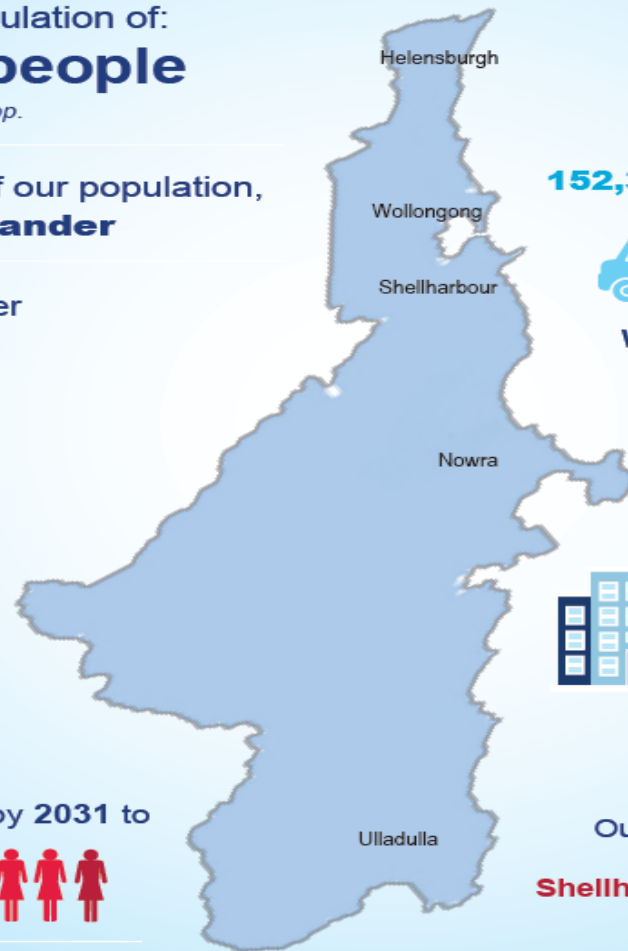 ulation of:
people
op.
Helensburgh
152,
f our population,
ander
Wollongong
Shellharbour
er
Nowra
by 2031 to
Ulladulla
Ou
Shellh